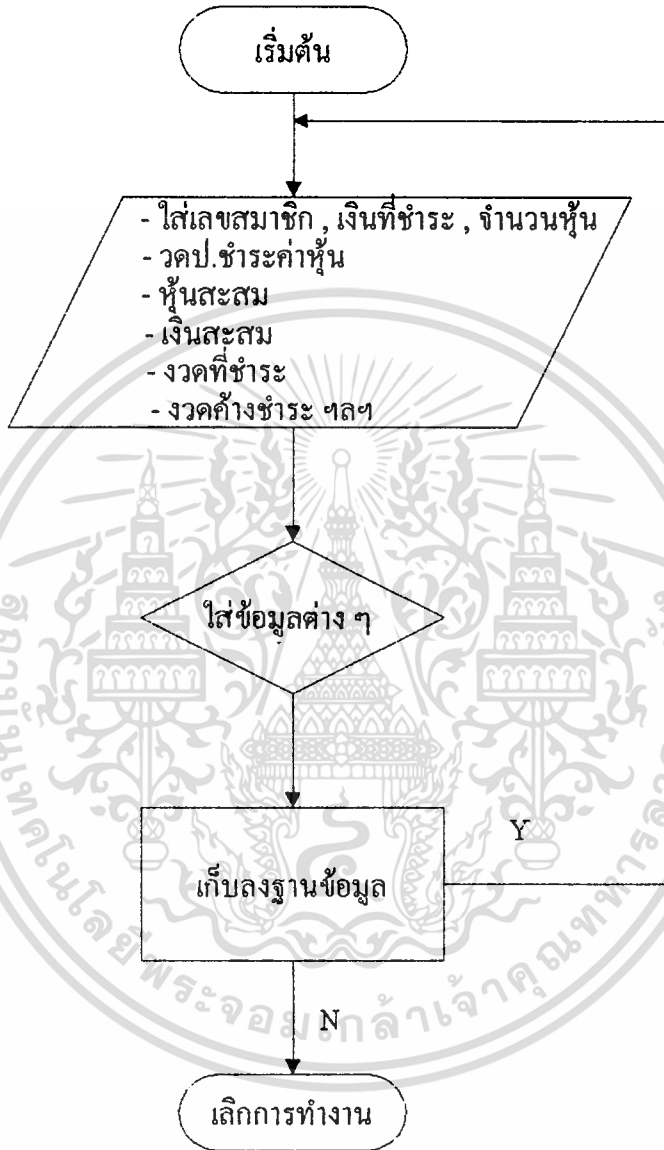 เริ่มต้น
- ใส่เลขสมาชิก , เงินที่ชำระ , จำนวนหุ้น
- วดป.ชำระค่าหุ้น
- หุ้นสะสม
- เงินสะสม
- งวดที่ชำระ
- งวดค้างชำระ ฯลฯ
ใส่ข้อมูลต่าง ๆ
เก็บลงฐานข้อมูล
Y
N
เลิกการทำงาน